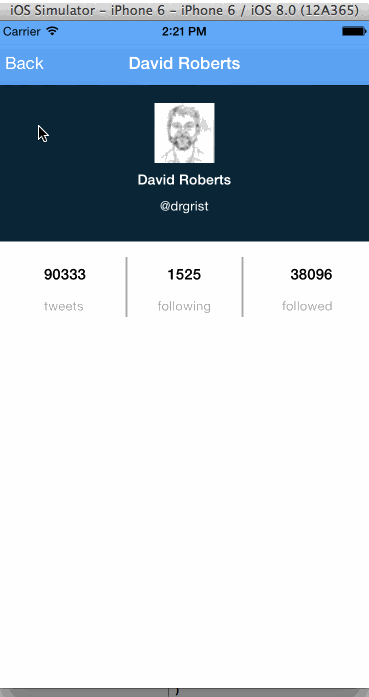 iOS Simulator - iPhone 6 - iPhone 6 / iOS 8.0 (12A365)
Carrier 2:21 PM
Back David Roberts
David Roberts
@drgrist
90333 1525 38096
tweets following followed